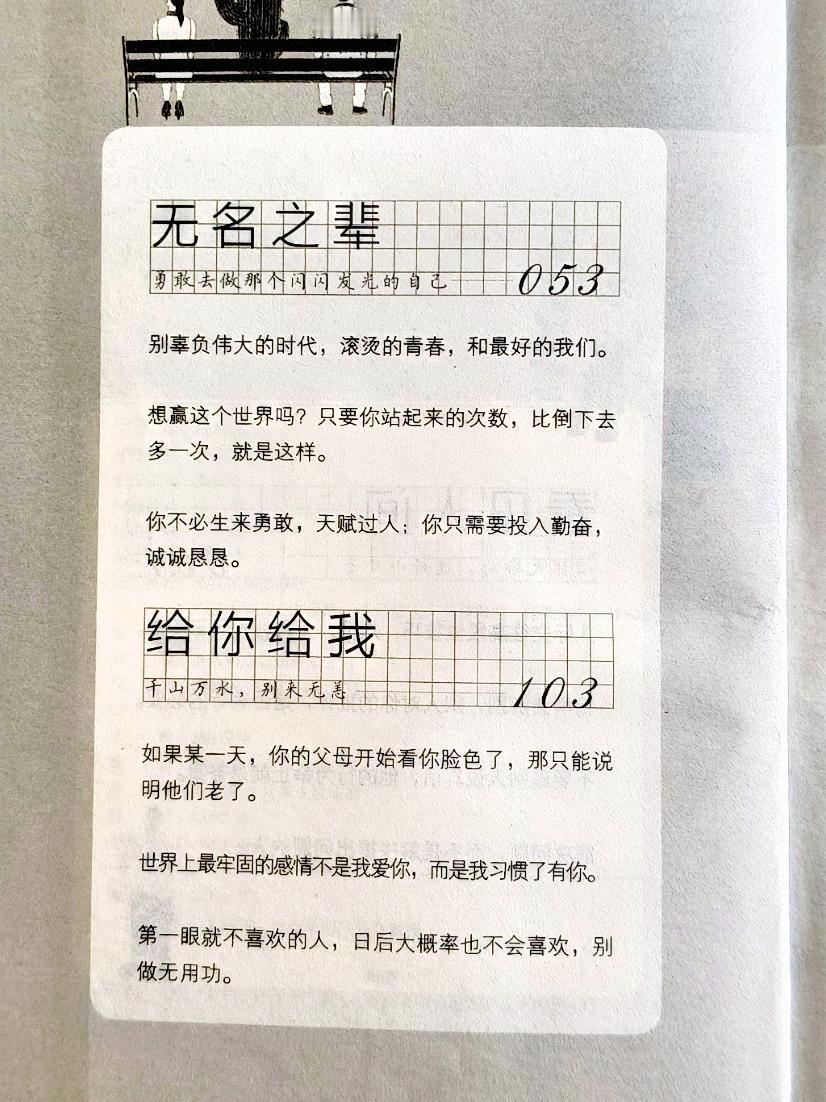 无名之辈
勇敢去做那个闪闪发光的自己
053
别辜负伟大的时代，滚烫的青春，和最好的我们。
想赢这个世界吗？只要你站起来的次数，比倒下去
多一次，就是这样。
你不必生来勇敢，天赋过人；你只需要投入勤奋，
诚诚恳恳。
给你给我
千山万水，别来无恙
103
如果某一天，你的父母开始看你脸色了，那只能说
明他们老了。
世界上最牢固的感情不是我爱你，而是我习惯了有你。
第一眼就不喜欢的人，日后大概率也不会喜欢，别
做无用功。